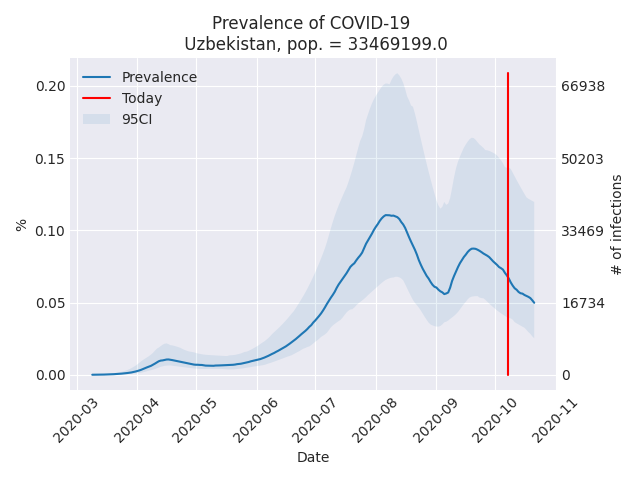 Prevalence of COVID-19
Uzbekistan, pop. = 33469199.0
Prevalence
Today
95CI
0.20
0.15
0.10
0.05
0.00
%
66938
50203
33469
16734
0
# of infections
2020-03
2020-04
2020-05
2020-06
2020-07
2020-08
2020-09
2020-10
2020-11
Date